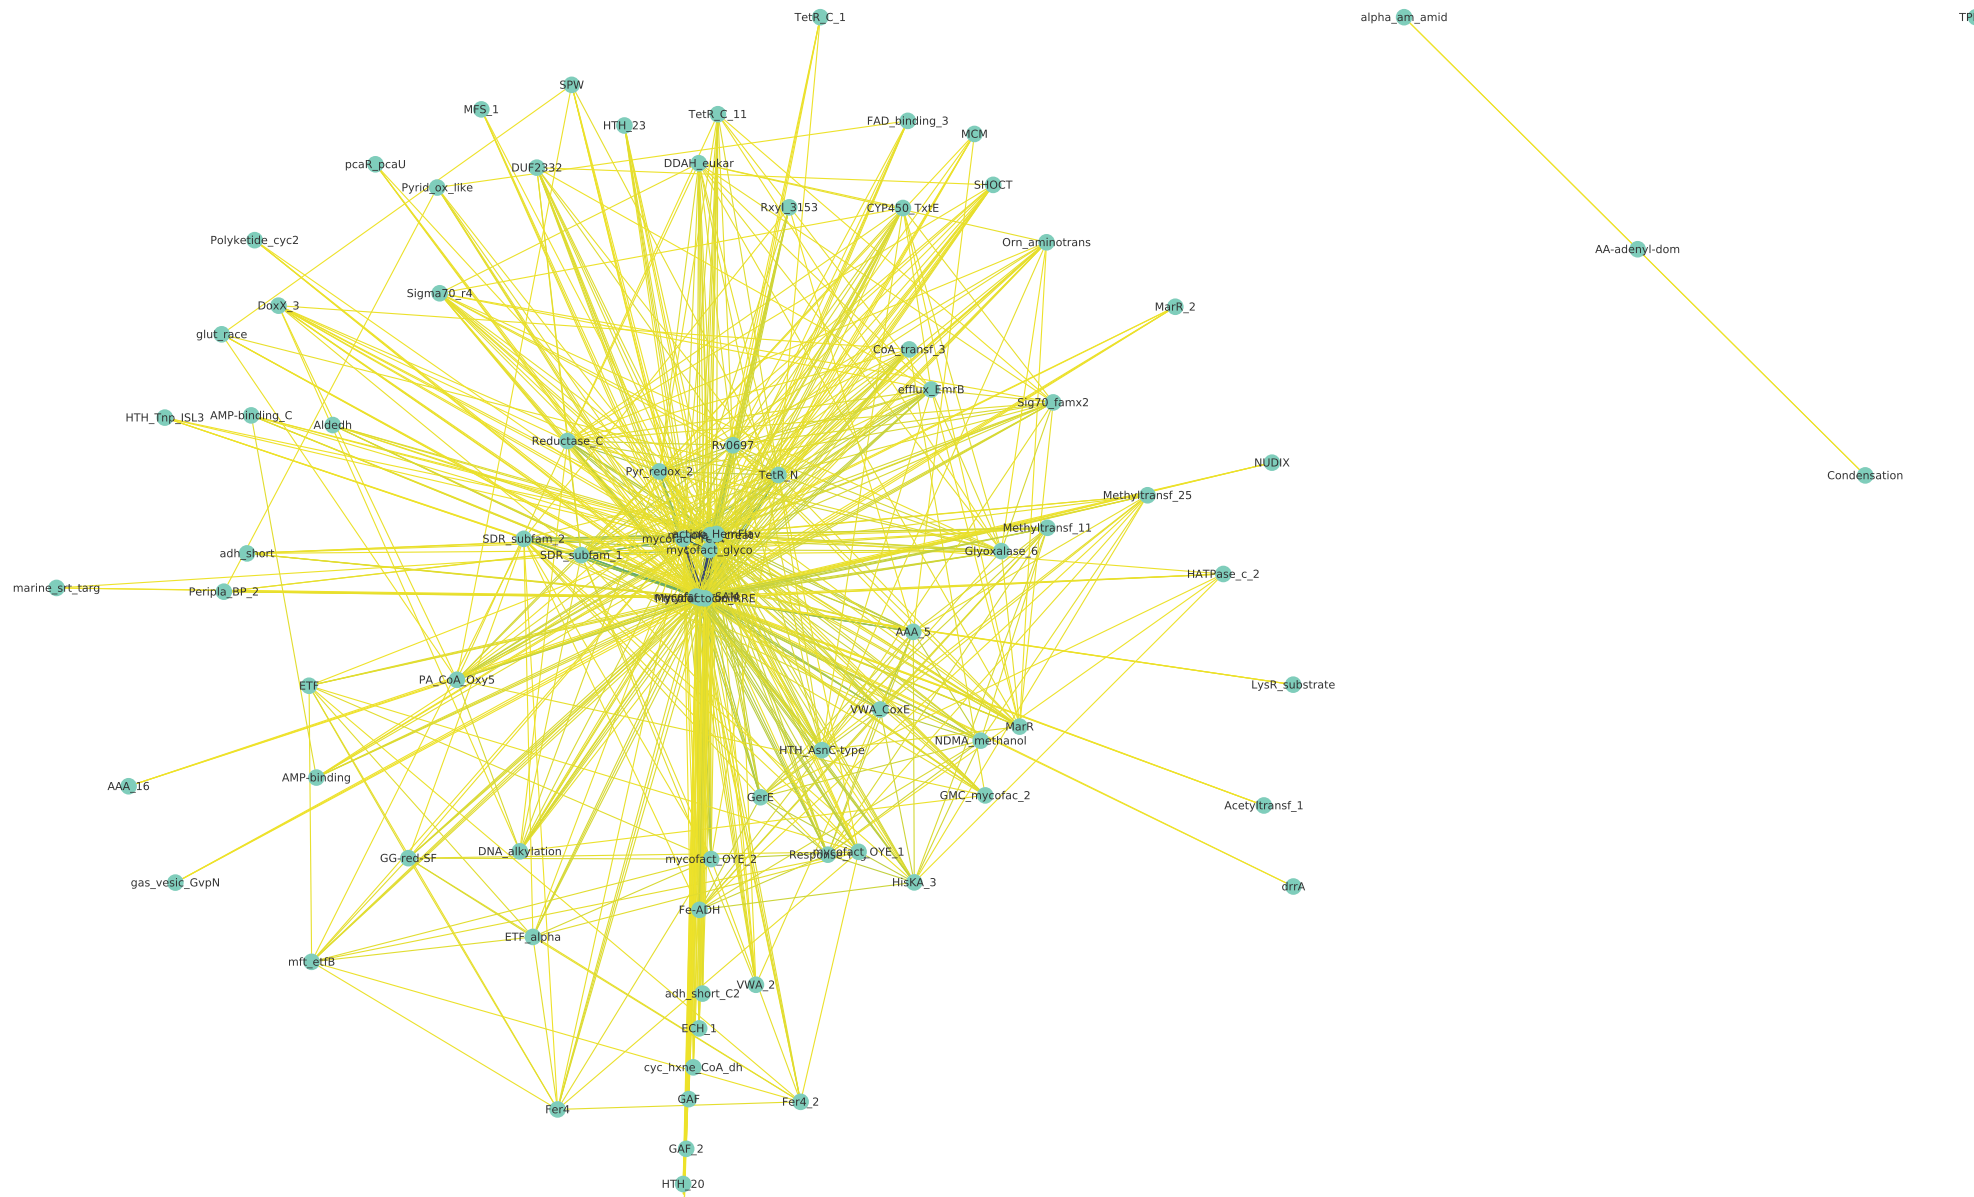 TetR_C_1
alpha_am_amid
TP
SPW
MFS_1
TetR_C_11
HTH_23
FAD_binding_3
MCM
pcaR_pcaU
DUF2332
DDAH_eukar
Pyrid_ox_like
SHOCT
Rxyl_3153
CYP450_TxtE
Polyketide_cyc2
Orn_aminotrans
AA-adenyl-dom
Sigma70_r4
DoxX_3
MarR_2
glut_race
CoA_transf_3
efflux_EmrB
Sig70_famx2
HTH_Tnp_ISL3
AMP-binding_C
Aldedh
Reductase_C
Rv0697
NUDIX
Pyr_redox_2
TetR_N
Condensation
Methyltransf_25
Methyltransf_11
SDR_subfam_2
mycofact_glyco
adh_short
SDR_subfam_1
Glyoxalase_6
HATPase_c_2
marine_srt_targ
Peripla_BP_2
AAA_5
ETF
PA_CoA_Oxy5
LysR_substrate
VWA_CoxE
MarR
NDMA_methanol
HTH_AsnC-type
AMP-binding
AAA_16
GerE
GMC_mycofac_2
Acetyltransf_1
DNA_alkylation
GG-red-SF
mycofact_OYE_2
mycofact_OYE_1
gas_vesic_GvpN
HisKA_3
drrA
Fe-ADH
ETF_alpha
mft_etfB
VWA_2
adh_short_C2
ECH_1
cyc_hxne_CoA_dh
GAF
Fer4_2
Fer4
GAF_2
HTH_20